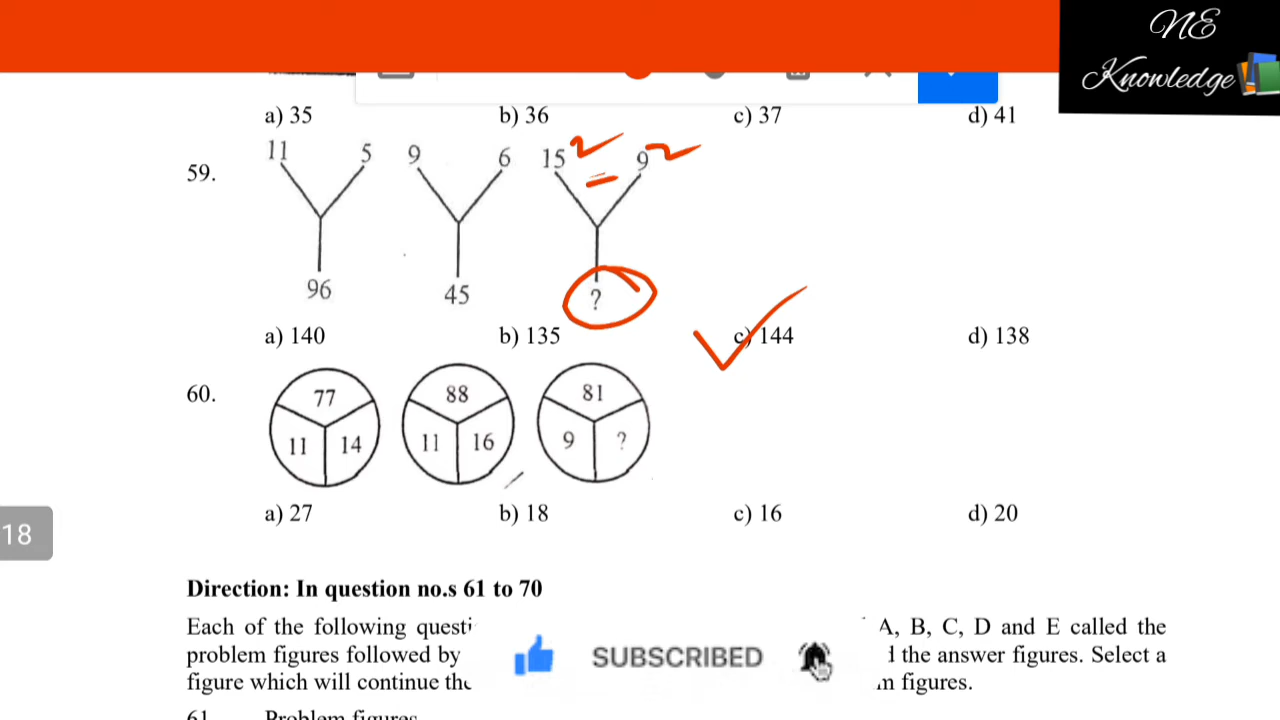 NE
Knowledge
a) 35 b) 36 c) 37 d) 41
59.
11 5 9 6 15 9
96 45 ?
a) 140 b) 135 c) 144 d) 138
60.
77 88 81
11 14 11 16 9 ?
a) 27 b) 18 c) 16 d) 20
18
Direction: In question no.s 61 to 70
Each of the following A, B, C, D and E called the
problem figures followed by the answer figures. Select a
figure which will continue figures.
SUBSCRIBED
61. Problem figures